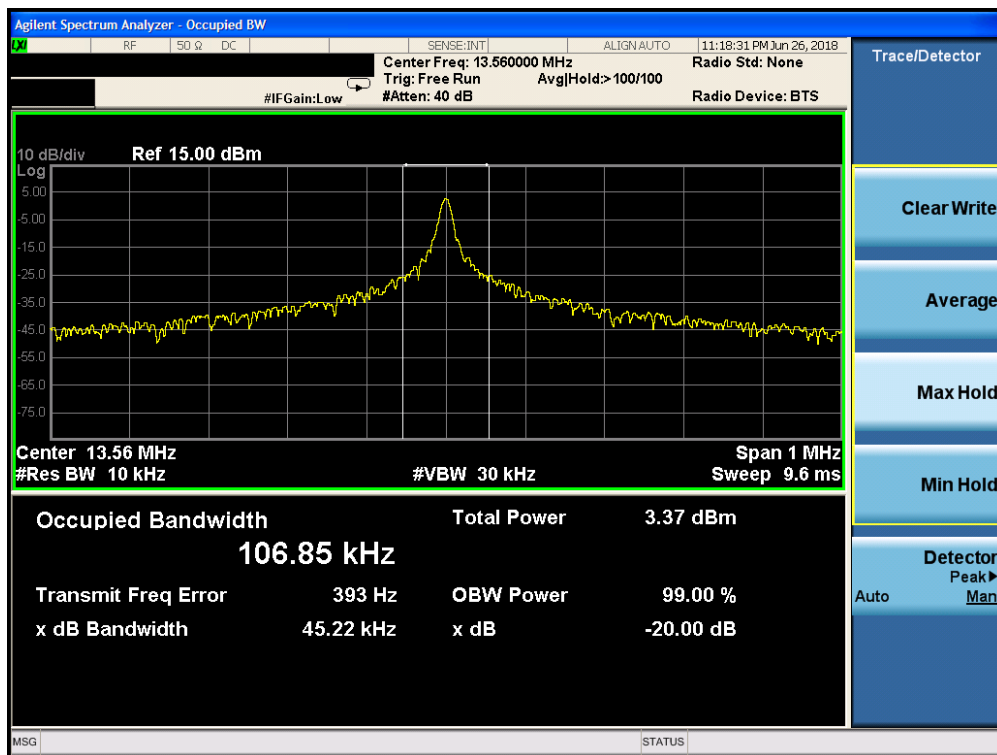 Agilent Spectrum Analyzer - Occupied BW
LXI RF 50 Ω DC SENSE:INT ALIGN AUTO 11:18:31 PM Jun 26, 2018
Center Freq: 13.560000 MHz Radio Std: None
Trig: Free Run Avg|Hold:>100/100
#IFGain:Low #Atten: 40 dB Radio Device: BTS
10 dB/div Ref 15.00 dBm
Log
5.00
-5.00
-15.0
-25.0
-35.0
-45.0
-55.0
-65.0
-75.0
Center 13.56 MHz Span 1 MHz
#Res BW 10 kHz #VBW 30 kHz Sweep 9.6 ms
Occupied Bandwidth Total Power 3.37 dBm
106.85 kHz
Transmit Freq Error 393 Hz OBW Power 99.00 %
x dB Bandwidth 45.22 kHz x dB -20.00 dB
MSG STATUS
Trace/Detector
Clear Write
Average
Max Hold
Min Hold
Detector
Peak▶
Auto Man